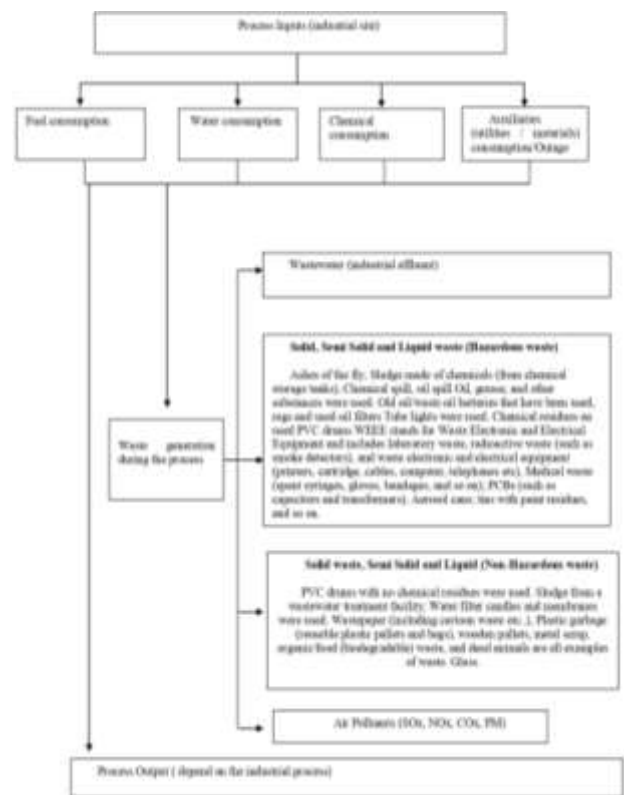 Process Inputs (industrial site)
Fuel consumption
Water consumption
Chemical
consumption
Auxiliaries
(utilities / materials)
consumption/Outage
Wastewater (industrial effluent)
Solid, Semi Solid and Liquid waste (Hazardous waste)
Ashes of the fly, Sludge made of chemicals (from chemical
storage tanks), Chemical spill, oil spill Oil, grease, and other
substances were used. Old oil/waste oil batteries that have been used,
rags and used oil filters Tube lights were used. Chemical residues on
used PVC drums WEEE stands for Waste Electronic and Electrical
Equipment and includes laboratory waste, radioactive waste (such as
smoke detectors), and waste electronic and electrical equipment/
(printers, cartridge, cables, computer, telephones etc), Medical waste
(spent syringes, gloves, bandages, and so on); PCBs (such as
capacitors and transformers), Aerosol cans; tins with paint residues,
and so on.
Waste generation
during the process
Solid waste, Semi Solid and Liquid (Non-Hazardous waste)
PVC drums with no chemical residues were used. Sludge from a
wastewater treatment facility. Water filter candles and membranes
were used. Wastepaper (including cartoon waste etc.,). Plastic garbage
(reusable plastic pallets and bags), wooden pallets, metal scrap,
organic/food (biodegradable) waste, and dead animals are all examples
of waste. Glass.
Air Pollutants (SOx, NOx, COx, PM)
Process Output ( depend on the industrial process)